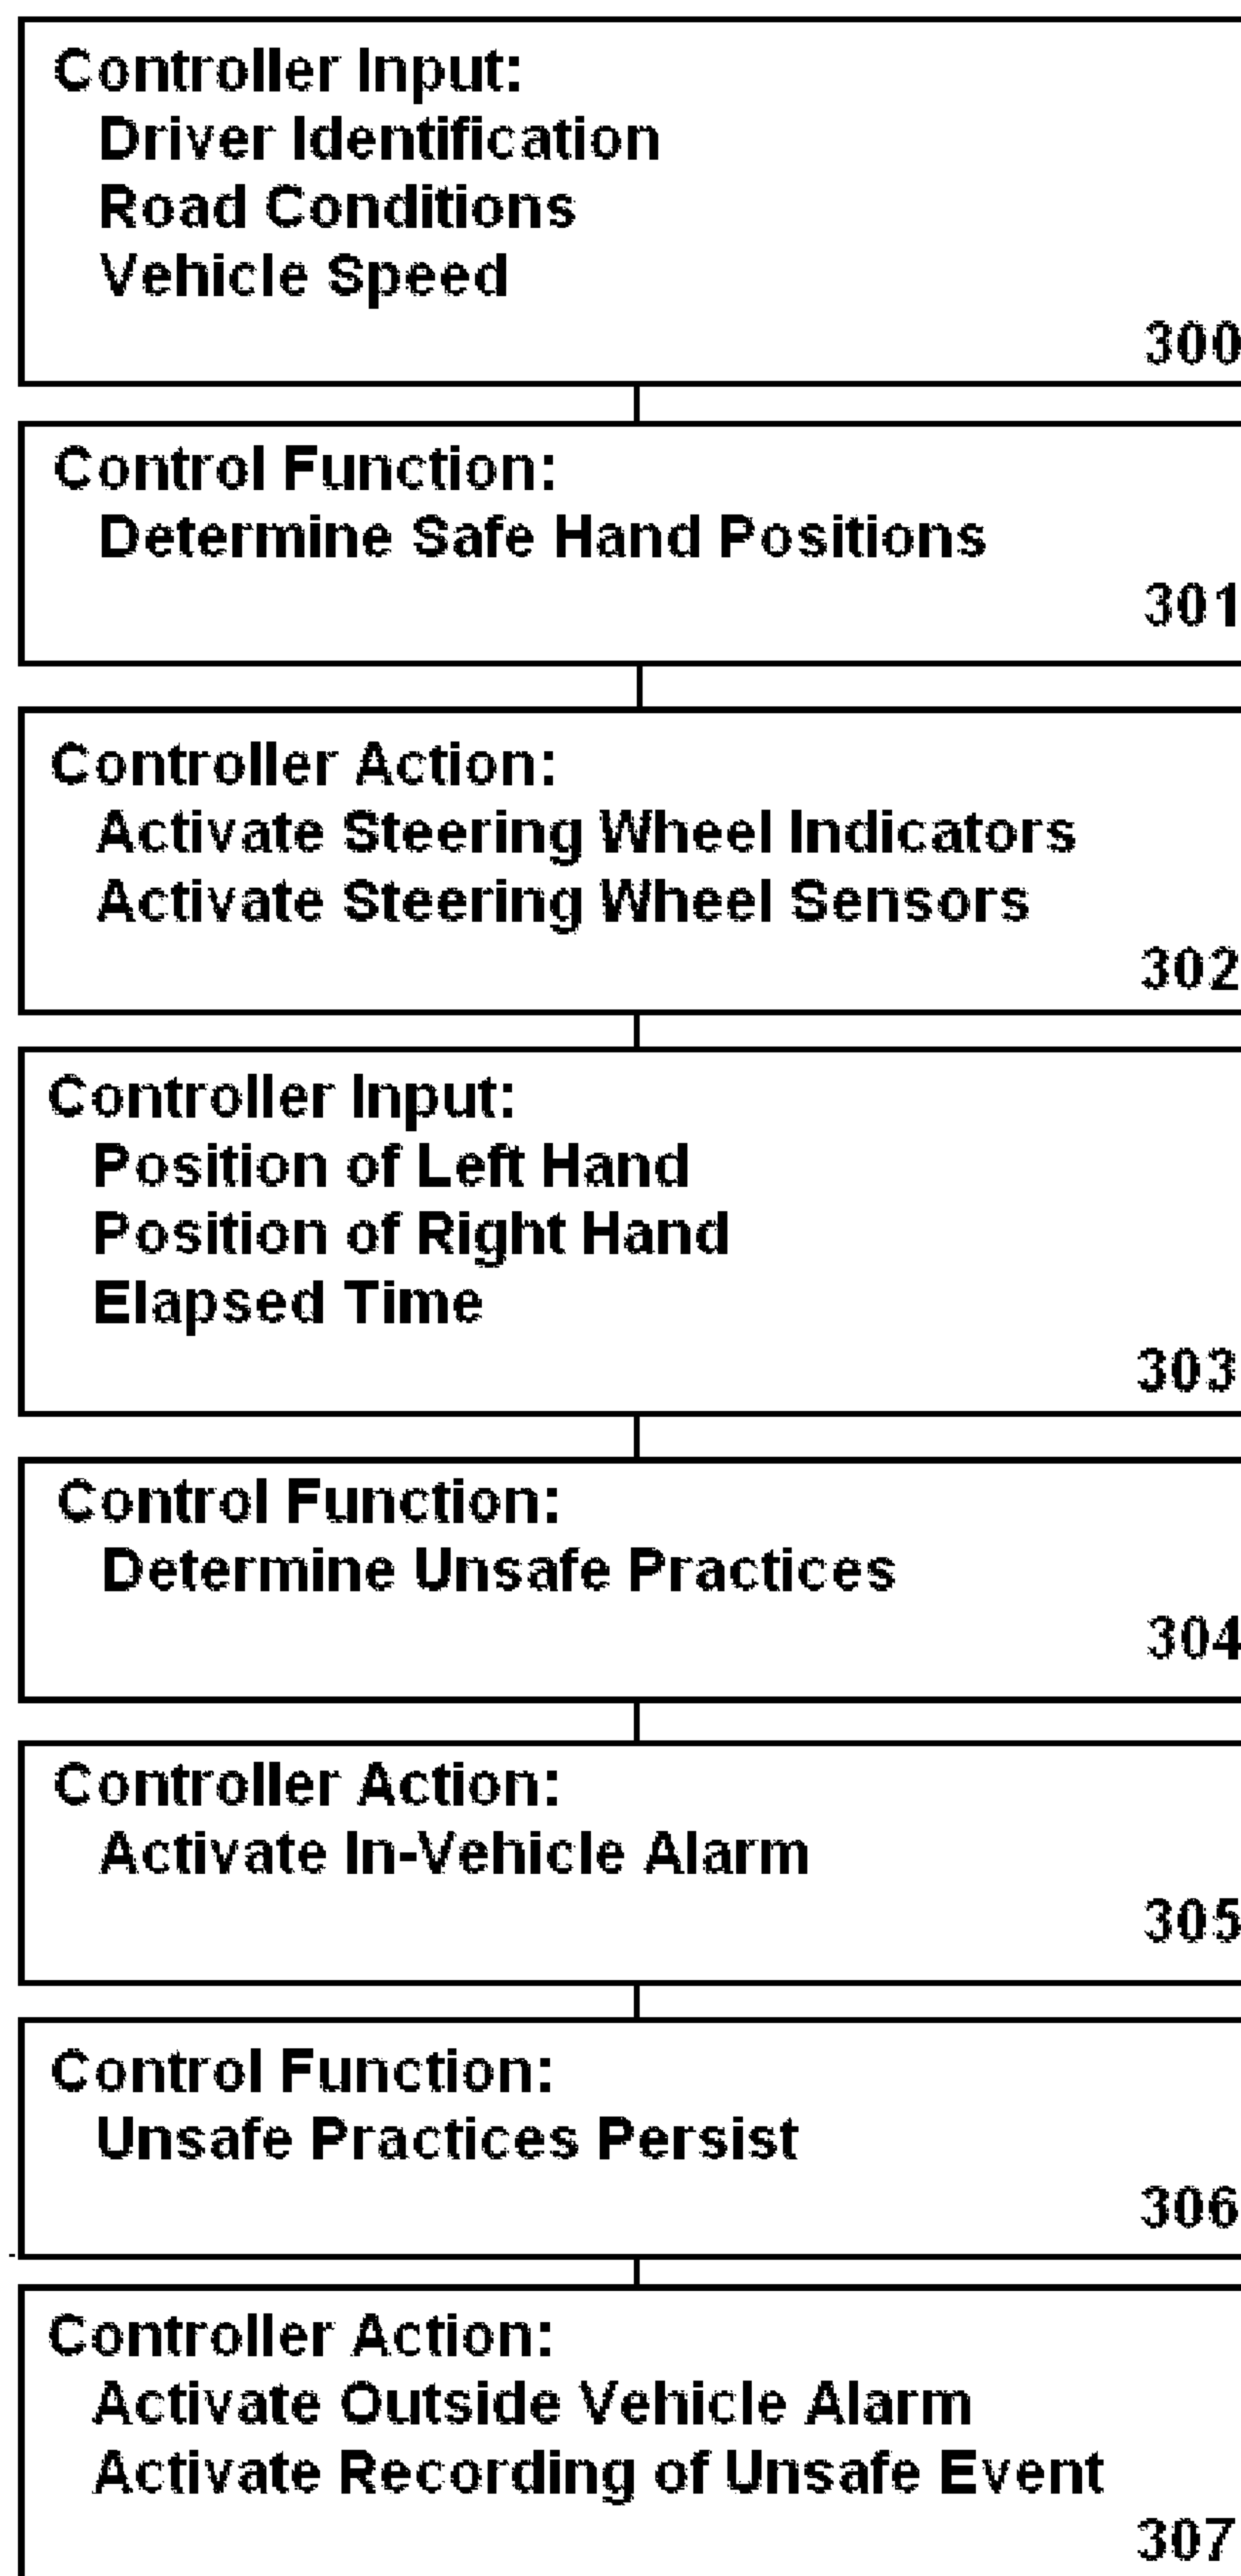 Controller Input:
Driver Identification
Road Conditions
Vehicle Speed
300
Control Function:
Determine Safe Hand Positions
301
Controller Action:
Activate Steering Wheel Indicators
Activate Steering Wheel Sensors
302
Controller Input:
Position of Left Hand
Position of Right Hand
Elapsed Time
303
Control Function:
Determine Unsafe Practices
304
Controller Action:
Activate In-Vehicle Alarm
305
Control Function:
Unsafe Practices Persist
306
Controller Action:
Activate Outside Vehicle Alarm
Activate Recording of Unsafe Event
307